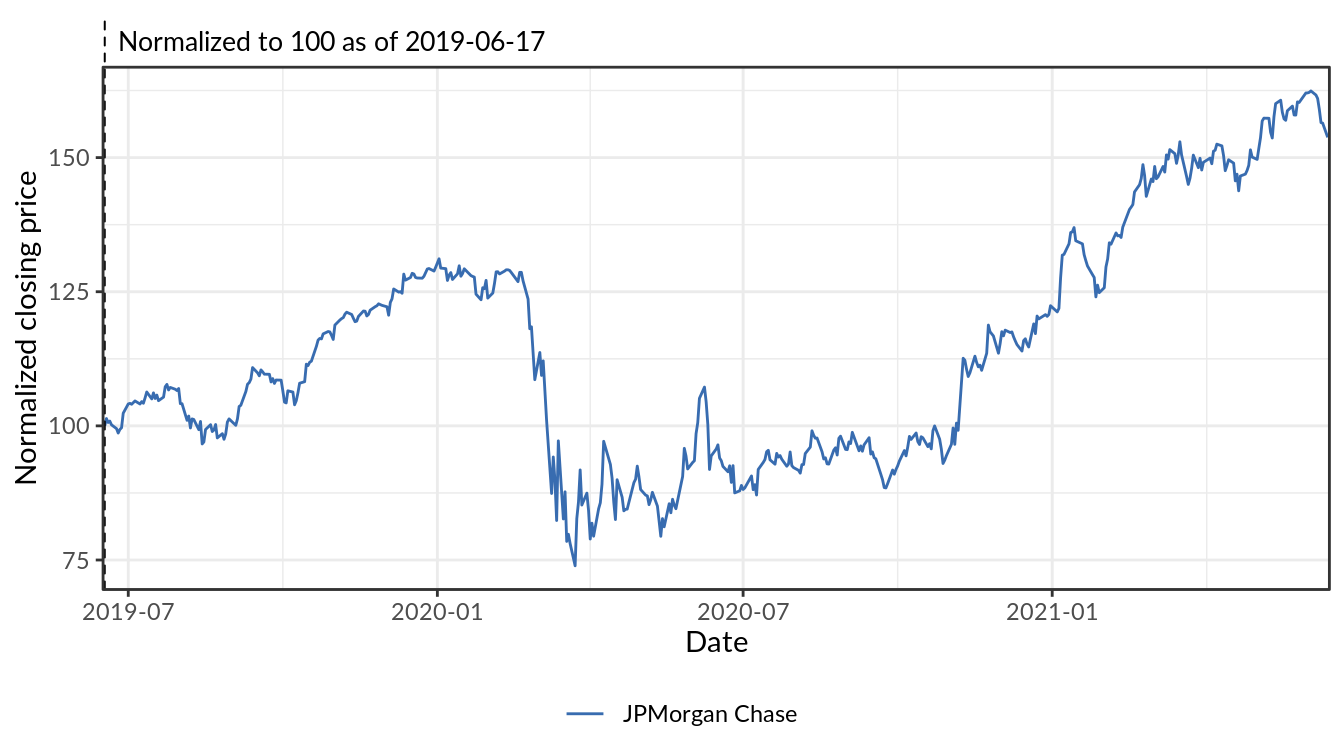 Normalized to 100 as of 2019-06-17
Normalized closing price
150
125
100
75
2019-07
2020-01
2020-07
2021-01
Date
JPMorgan Chase